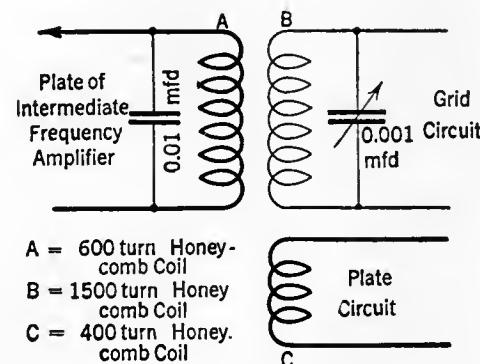 A
B
Plate of
Intermediate
Frequency
Amplifier
0.01 mfd
0.001
mfd
Grid
Circuit
A = 600 turn Honey-
comb Coil
B = 1500 turn Honey
comb Coil
C = 400 turn Honey.
comb Coil
Plate
Circuit
C